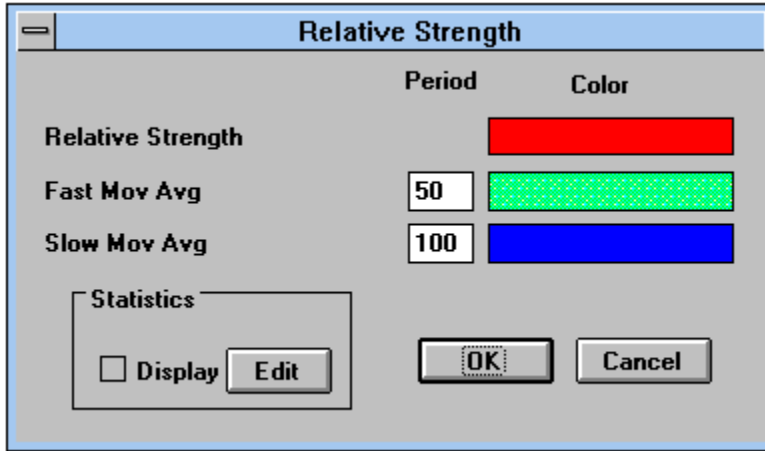 Relative Strength
Period Color
Relative Strength
Fast Mov Avg 50
Slow Mov Avg 100
Statistics
Display Edit
OK Cancel